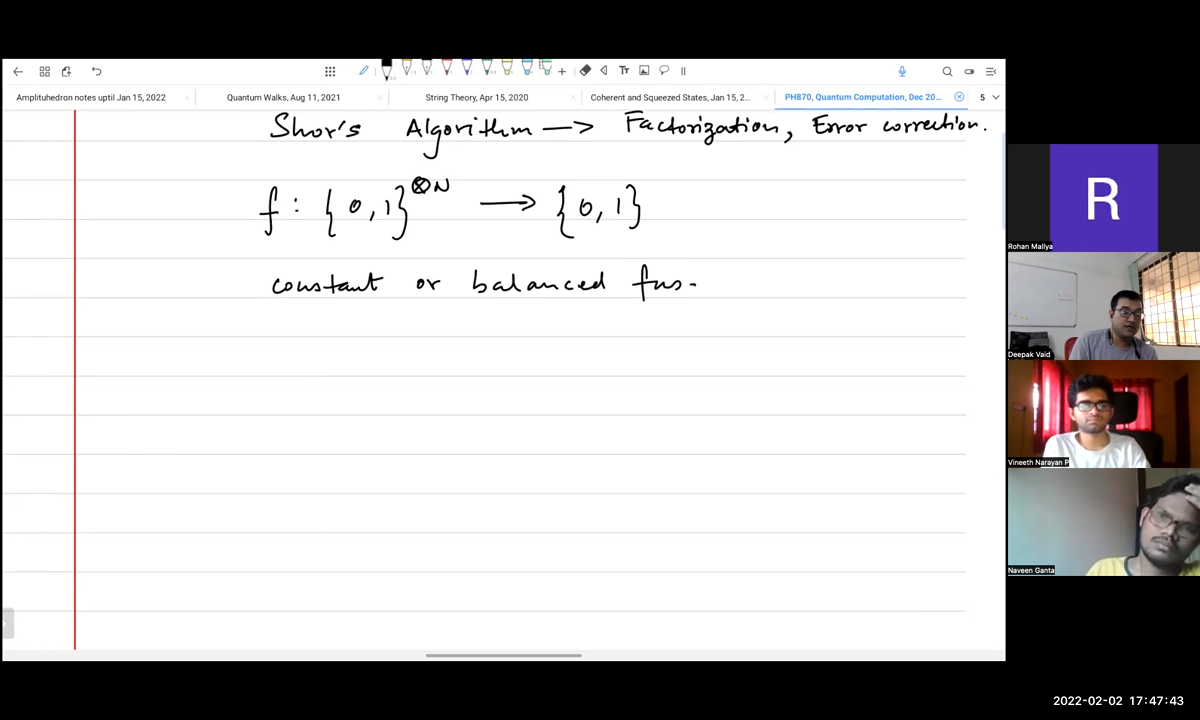 Amplituhedron notes uptil Jan 15, 2022
Quantum Walks, Aug 11, 2021
String Theory, Apr 15, 2020
Coherent and Squeezed States, Jan 15, 2...
PH870, Quantum Computation, Dec 20...
5
Shor's Algorithm → Factorization, Error correction.
f : {0,1}^⊗N → {0,1}
constant or balanced fns.
R
Rohan Mallya
Deepak Vaid
Vineeth Narayan P
Naveen Ganta
2022-02-02 17:47:43